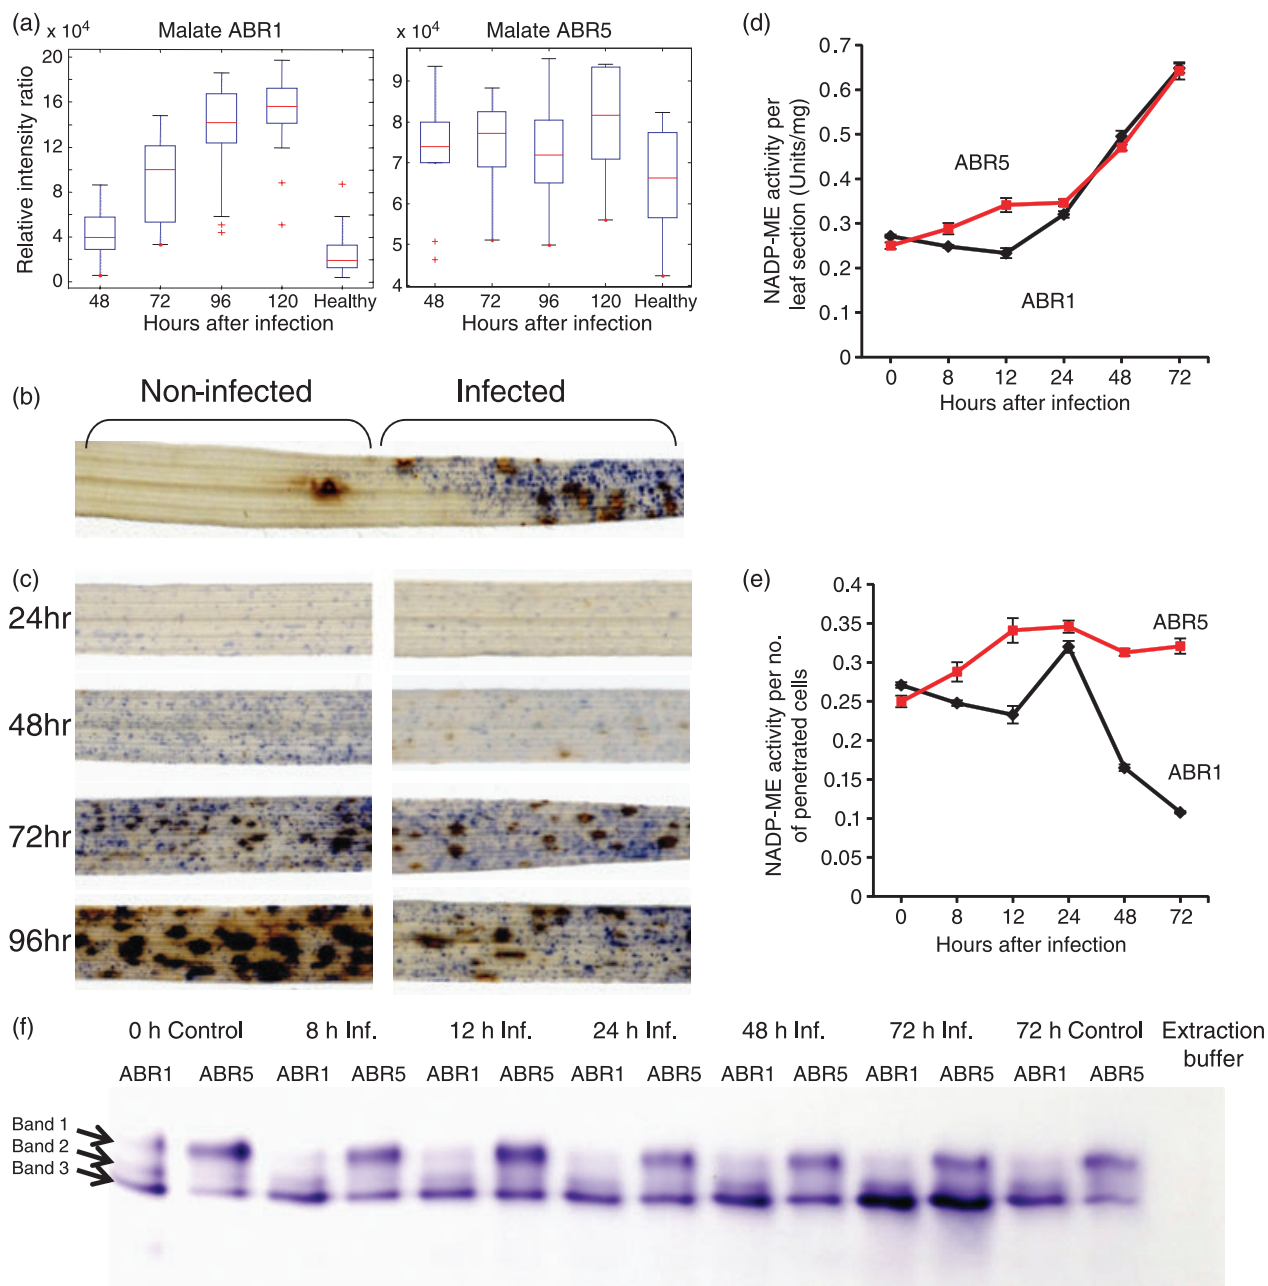 (a)
x 10⁴
Malate ABR1
Relative intensity ratio
20
16
12
8
4
0
48
72
96
120
Healthy
Hours after infection
x 10⁴
Malate ABR5
9
8
7
6
5
4
48
72
96
120
Healthy
Hours after infection
(b)
Non-infected
Infected
(c)
24hr
48hr
72hr
96hr
(d)
NADP-ME activity per
leaf section (Units/mg)
0.7
0.6
0.5
0.4
0.3
0.2
0.1
0
ABR5
ABR1
0
8
12
24
48
72
Hours after infection
(e)
NADP-ME activity per no.
of penetrated cells
0.4
0.35
0.3
0.25
0.2
0.15
0.1
0.05
0
ABR5
ABR1
0
8
12
24
48
72
Hours after infection
(f)
0 h Control
8 h Inf.
12 h Inf.
24 h Inf.
48 h Inf.
72 h Inf.
72 h Control
Extraction
buffer
ABR1
ABR5
ABR1
ABR5
ABR1
ABR5
ABR1
ABR5
ABR1
ABR5
ABR1
ABR5
ABR1
ABR5
Band 1
Band 2
Band 3